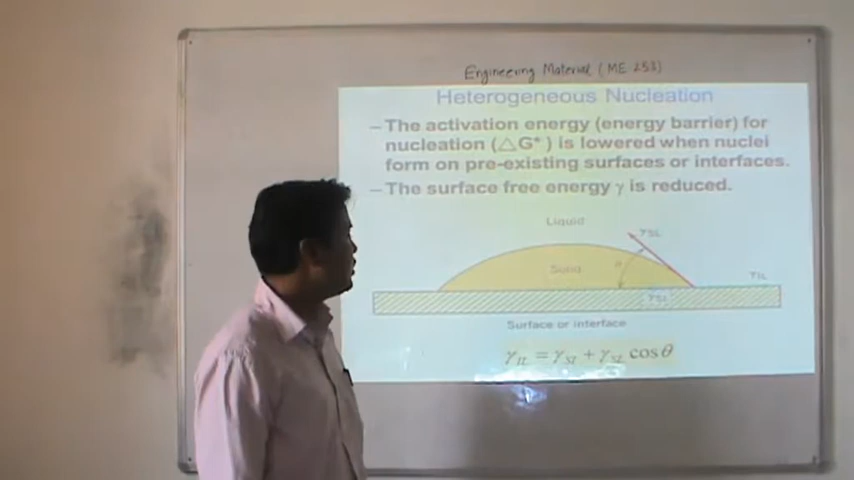 Engineering Material (ME 253)
Heterogeneous Nucleation
– The activation energy (energy barrier) for
nucleation (△G* ) is lowered when nuclei
form on pre-existing surfaces or interfaces.
– The surface free energy γ is reduced.
Liquid
γSL
Solid
θ
γIL
γSI
Surface or interface
γIL = γSI + γSL cosθ